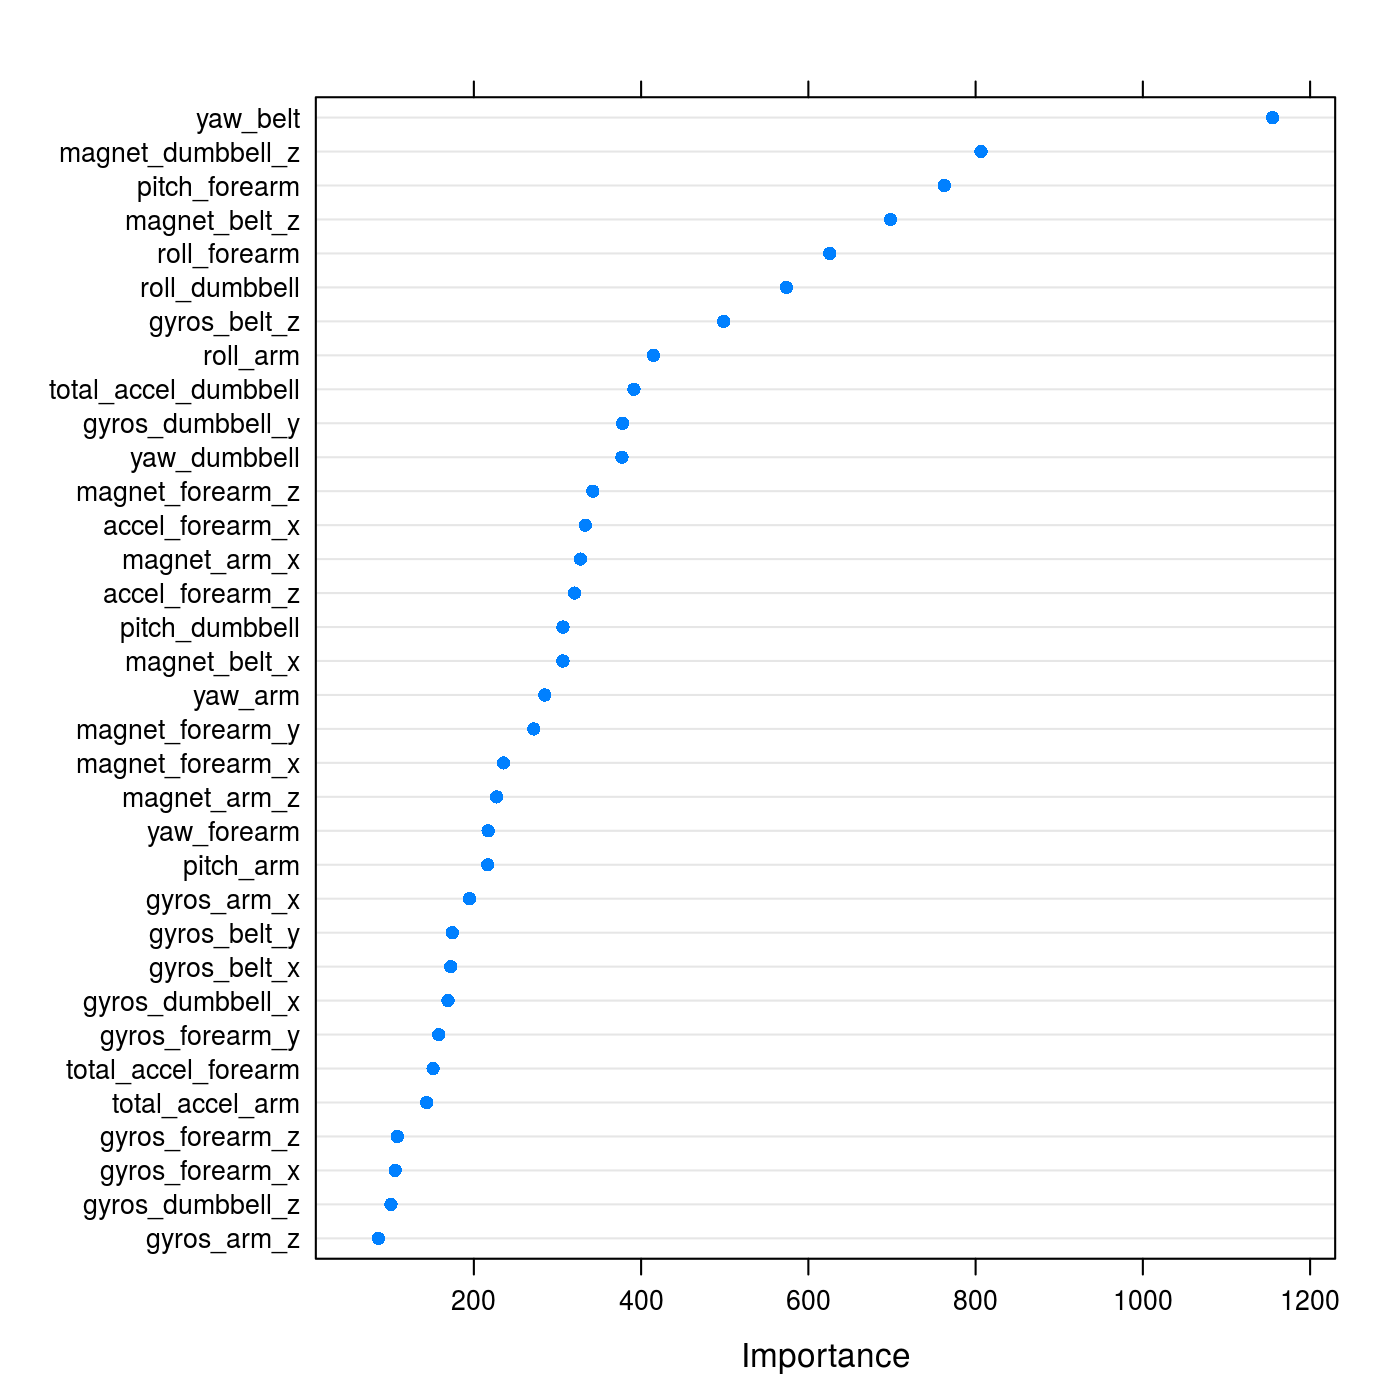 yaw_belt
magnet_dumbbell_z
pitch_forearm
magnet_belt_z
roll_forearm
roll_dumbbell
gyros_belt_z
roll_arm
total_accel_dumbbell
gyros_dumbbell_y
yaw_dumbbell
magnet_forearm_z
accel_forearm_x
magnet_arm_x
accel_forearm_z
pitch_dumbbell
magnet_belt_x
yaw_arm
magnet_forearm_y
magnet_forearm_x
magnet_arm_z
yaw_forearm
pitch_arm
gyros_arm_x
gyros_belt_y
gyros_belt_x
gyros_dumbbell_x
gyros_forearm_y
total_accel_forearm
total_accel_arm
gyros_forearm_z
gyros_forearm_x
gyros_dumbbell_z
gyros_arm_z
200 400 600 800 1000 1200
Importance